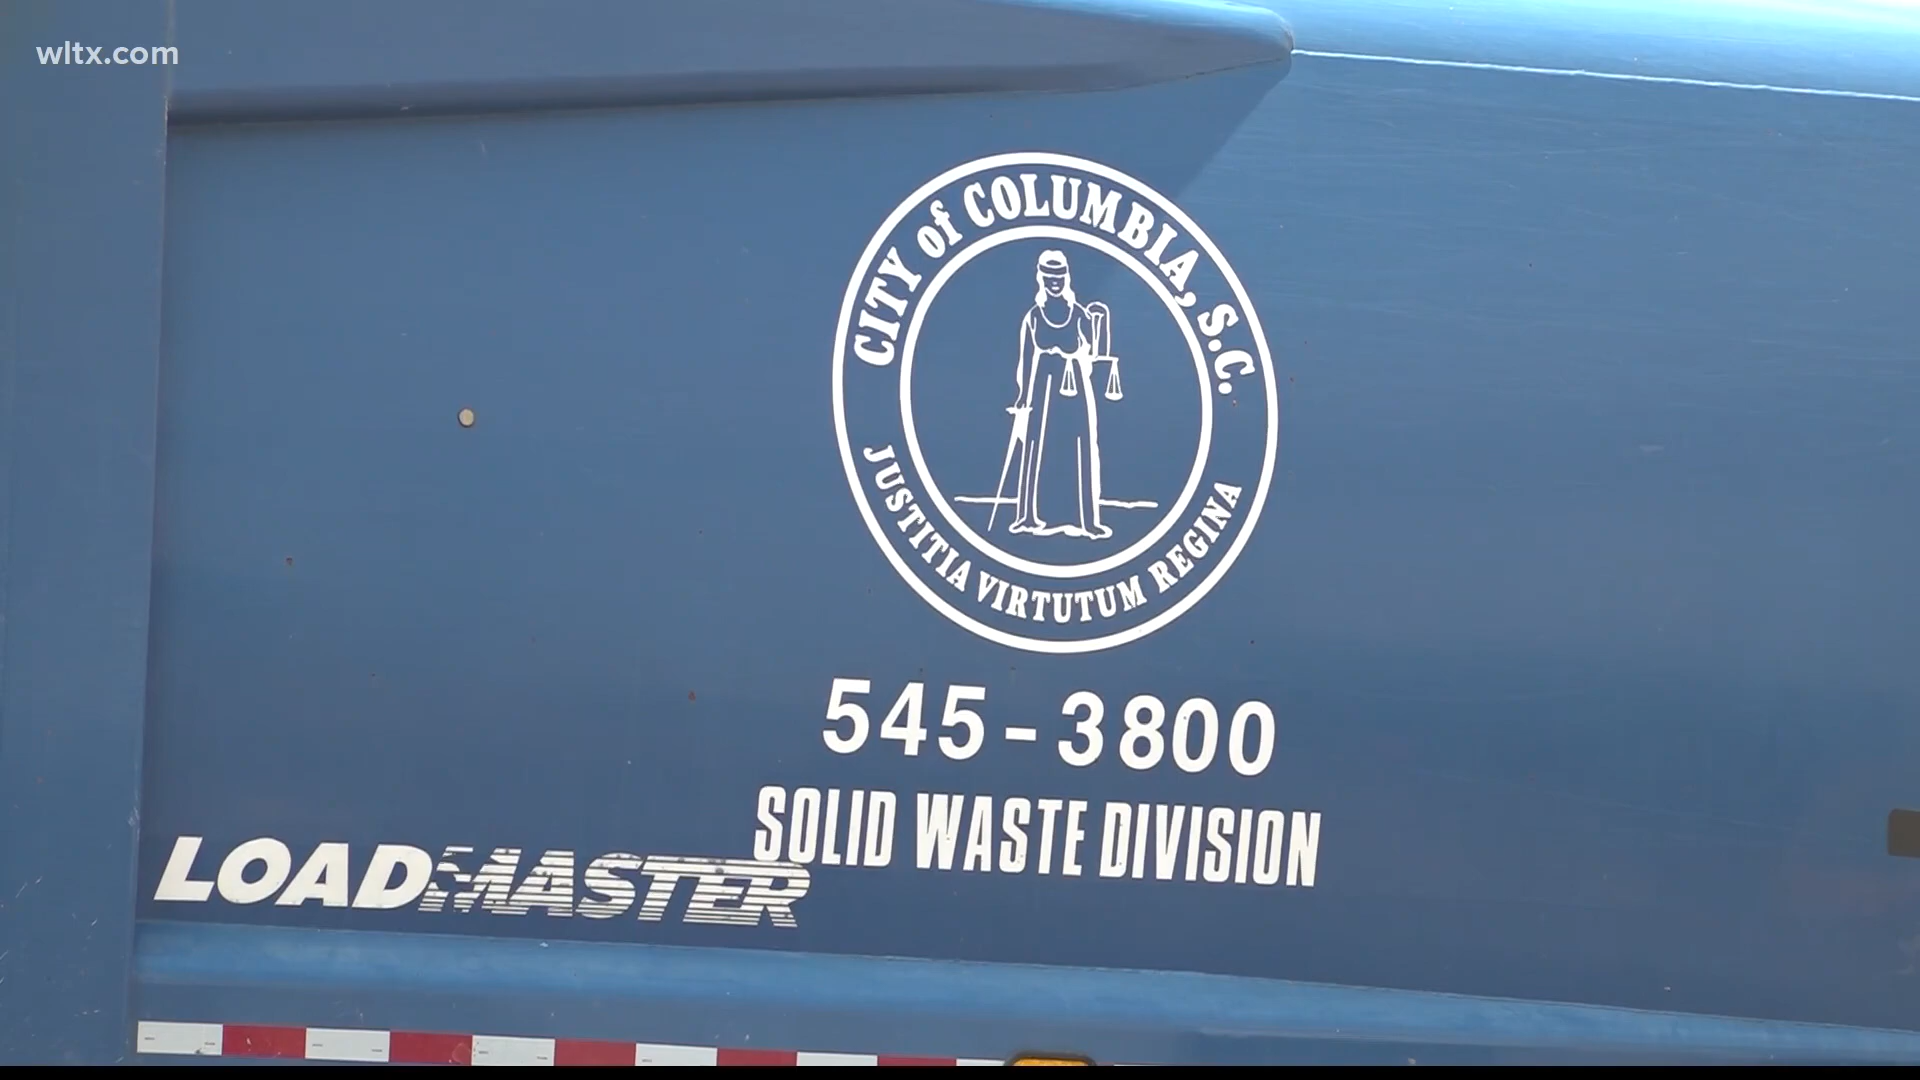 wltx.com
CITY of COLUMBIA, S.C.
JUSTITIA VIRTUTUM REGINA
545-3800
SOLID WASTE DIVISION
LOADMASTER